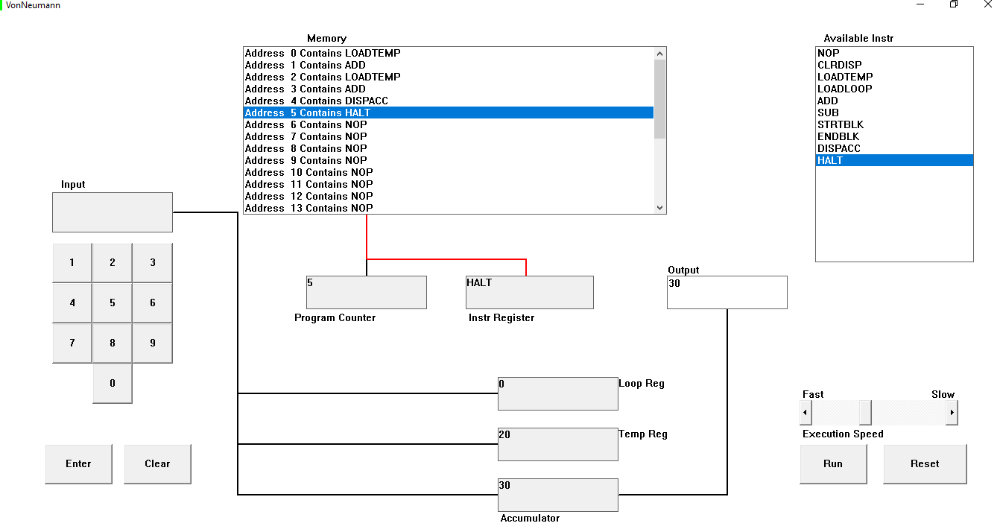 VonNeumann
Memory
Address 0 Contains LOADTEMP
Address 1 Contains ADD
Address 2 Contains LOADTEMP
Address 3 Contains ADD
Address 4 Contains DISPACC
Address 5 Contains HALT
Address 6 Contains NOP
Address 7 Contains NOP
Address 8 Contains NOP
Address 9 Contains NOP
Address 10 Contains NOP
Address 11 Contains NOP
Address 12 Contains NOP
Address 13 Contains NOP
Available Instr
NOP
CLRDISP
LOADTEMP
LOADLOOP
ADD
SUB
STRTBLK
ENDBLK
DISPACC
HALT
Input
1 2 3
4 5 6
7 8 9
0
Enter Clear
5
Program Counter
HALT
Instr Register
Output
30
0 Loop Reg
20 Temp Reg
30
Accumulator
Fast Slow
Execution Speed
Run Reset